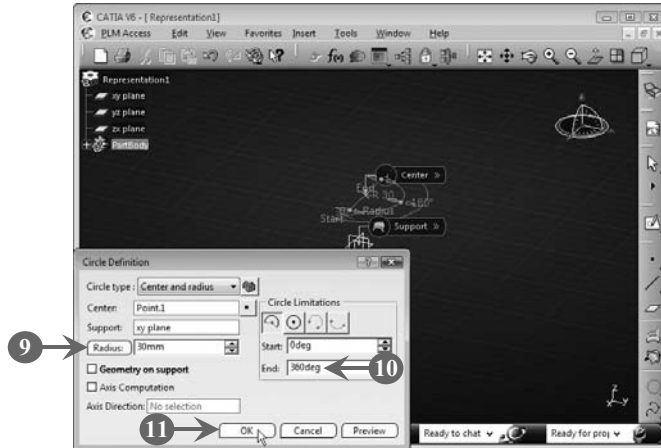 CATIA V6 - [ Representation1]
PLM Access Edit View Favorites Insert Tools Window Help
Representation1
xy plane
yz plane
zx plane
PartBody
Center »
End
R 30
180°
Radius
Start
Support »
Circle Definition
Circle type : Center and radius
Center: Point.1
Support: xy plane
9
Radius: 30mm
Geometry on support
Axis Computation
Axis Direction: No selection
Circle Limitations
Start: 0deg
End: 360deg
10
11
OK Cancel Preview
Ready to chat
Ready for proj
z
x y